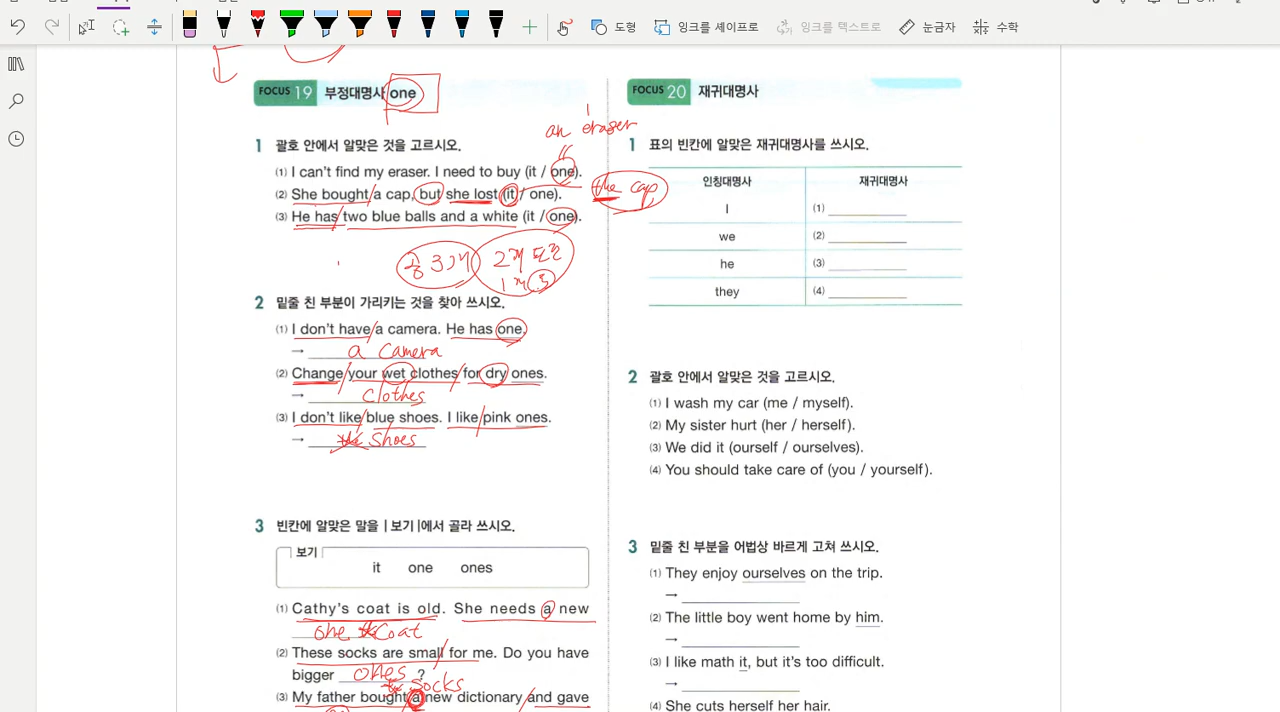 도형
잉크를 셰이프로
잉크를 텍스트로
눈금자
수학
FOCUS 19 부정대명사 one
an eraser
1 괄호 안에서 알맞은 것을 고르시오.
(1) I can't find my eraser. I need to buy (it / one).
(2) She bought a cap, but she lost (it / one).
the cap
(3) He has two blue balls and a white (it / one).
총 3개
2개 파란
1개 흰
2 밑줄 친 부분이 가리키는 것을 찾아 쓰시오.
(1) I don't have a camera. He has one.
→ a camera
(2) Change your wet clothes for dry ones.
→ clothes
(3) I don't like blue shoes. I like pink ones.
→ shoes
3 빈칸에 알맞은 말을 |보기|에서 골라 쓰시오.
보기
it one ones
(1) Cathy's coat is old. She needs a new
one coat
(2) These socks are small for me. Do you have
bigger ones ?
socks
(3) My father bought a new dictionary and gave
FOCUS 20 재귀대명사
1 표의 빈칸에 알맞은 재귀대명사를 쓰시오.
인칭대명사 재귀대명사
I (1)
we (2)
he (3)
they (4)
2 괄호 안에서 알맞은 것을 고르시오.
(1) I wash my car (me / myself).
(2) My sister hurt (her / herself).
(3) We did it (ourself / ourselves).
(4) You should take care of (you / yourself).
3 밑줄 친 부분을 어법상 바르게 고쳐 쓰시오.
(1) They enjoy ourselves on the trip.
→
(2) The little boy went home by him.
→
(3) I like math it, but it's too difficult.
→
(4) She cuts herself her hair.